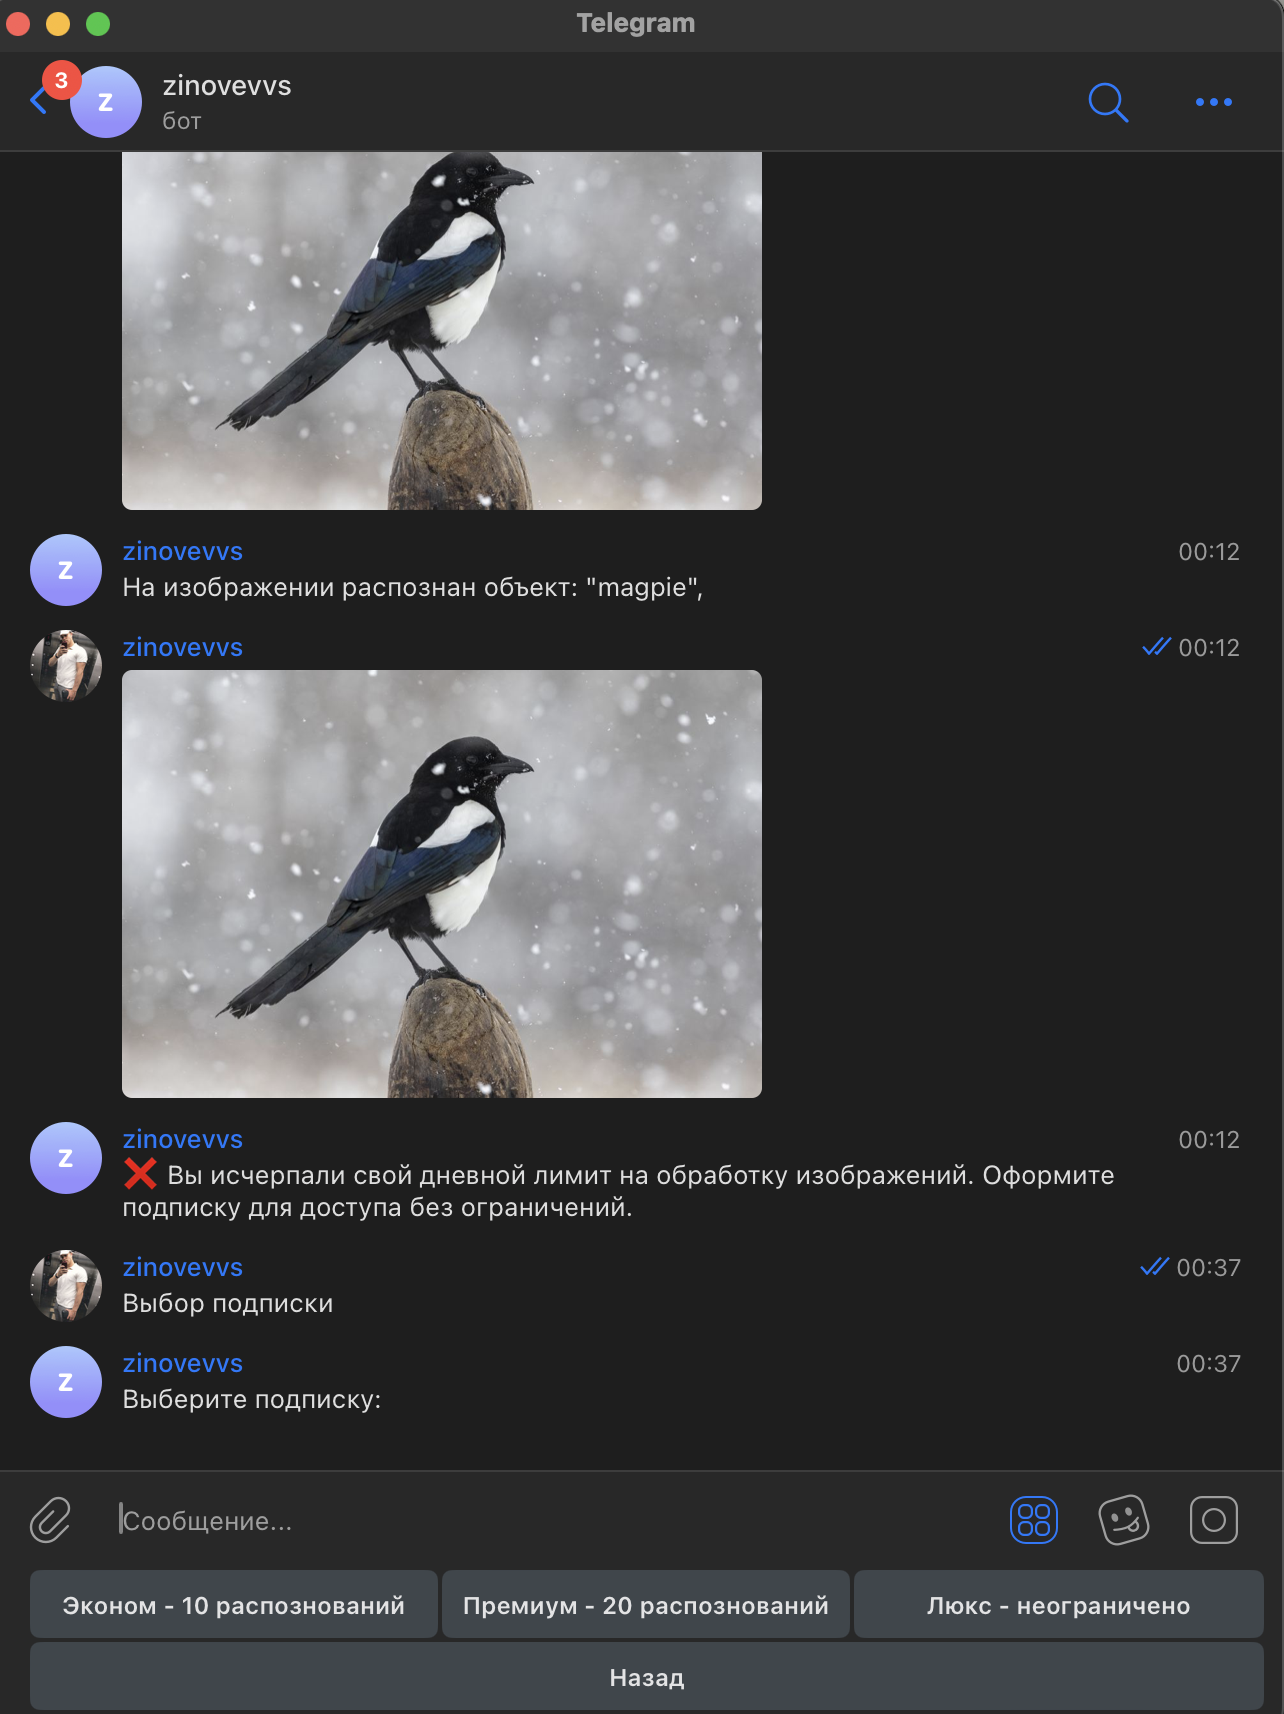 Telegram
3
z
zinovevvs
бот
zinovevvs
00:12
z
На изображении распознан объект: "magpie",
zinovevvs
00:12
zinovevvs
00:12
z
❌ Вы исчерпали свой дневной лимит на обработку изображений. Оформите
подписку для доступа без ограничений.
zinovevvs
00:37
Выбор подписки
zinovevvs
00:37
z
Выберите подписку:
Сообщение...
Эконом - 10 распознований
Премиум - 20 распознований
Люкс - неограничено
Назад